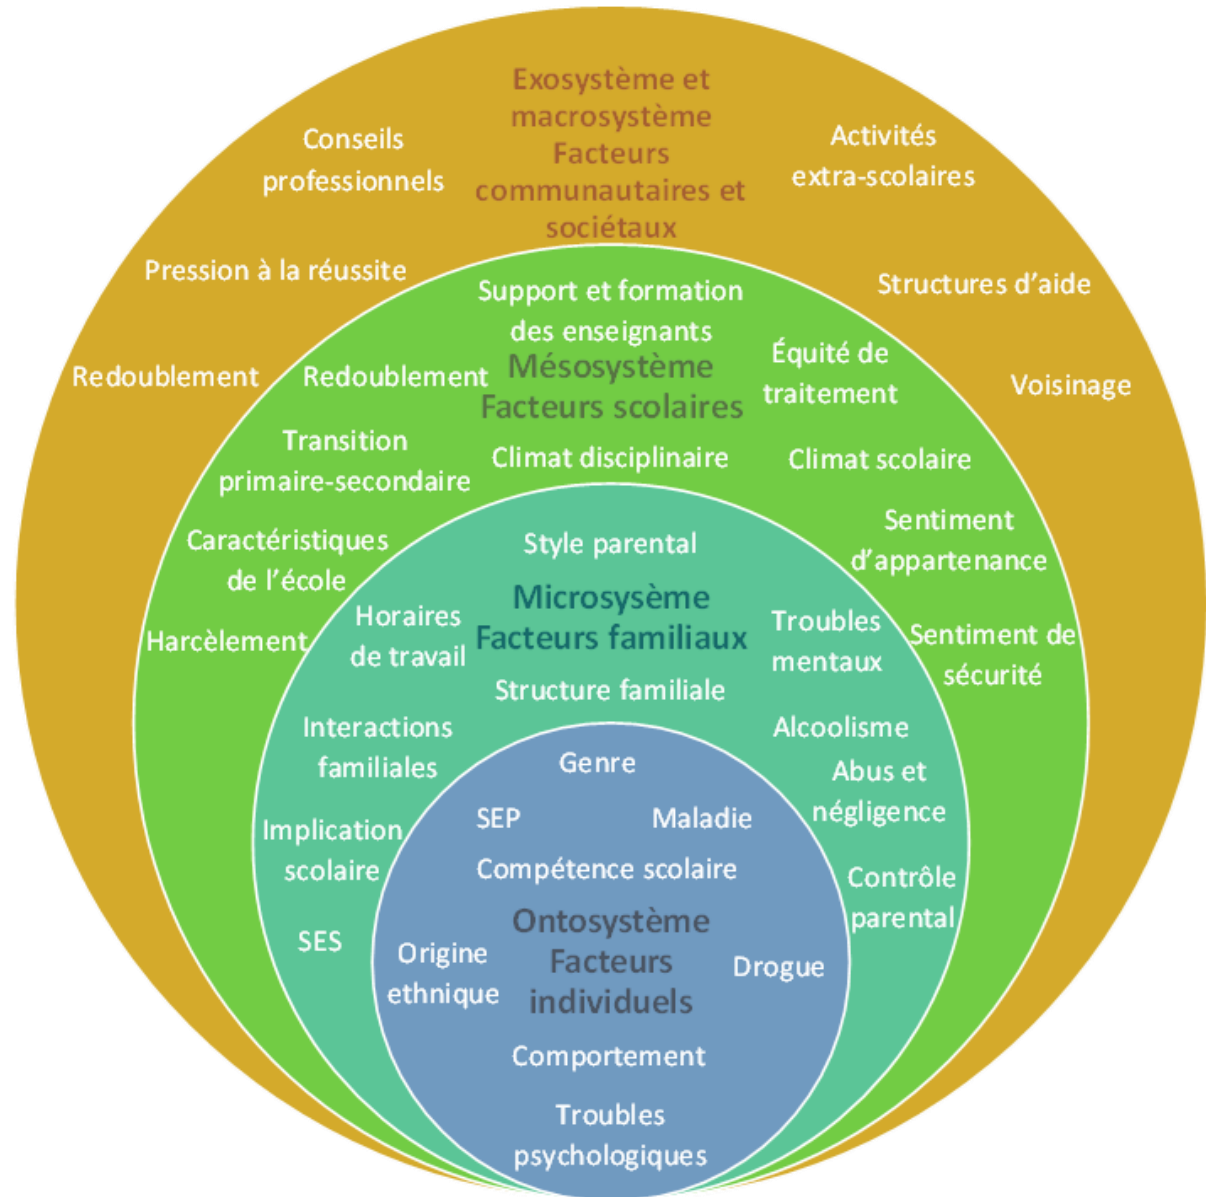 Exosystème et
macrosystème
Facteurs
communautaires et
sociétaux
Conseils
professionnels
Activités
extra-scolaires
Pression à la réussite
Structures d’aide
Redoublement
Voisinage
Support et formation
des enseignants
Mésosystème
Facteurs scolaires
Redoublement
Équité de
traitement
Transition
primaire-secondaire
Climat disciplinaire
Climat scolaire
Caractéristiques
de l’école
Sentiment
d’appartenance
Harcèlement
Sentiment de
sécurité
Style parental
Microsysème
Facteurs familiaux
Horaires
de travail
Troubles
mentaux
Structure familiale
Interactions
familiales
Alcoolisme
Abus et
négligence
Implication
scolaire
Contrôle
parental
SES
Genre
SEP
Maladie
Compétence scolaire
Ontosystème
Facteurs
individuels
Origine
ethnique
Drogue
Comportement
Troubles
psychologiques